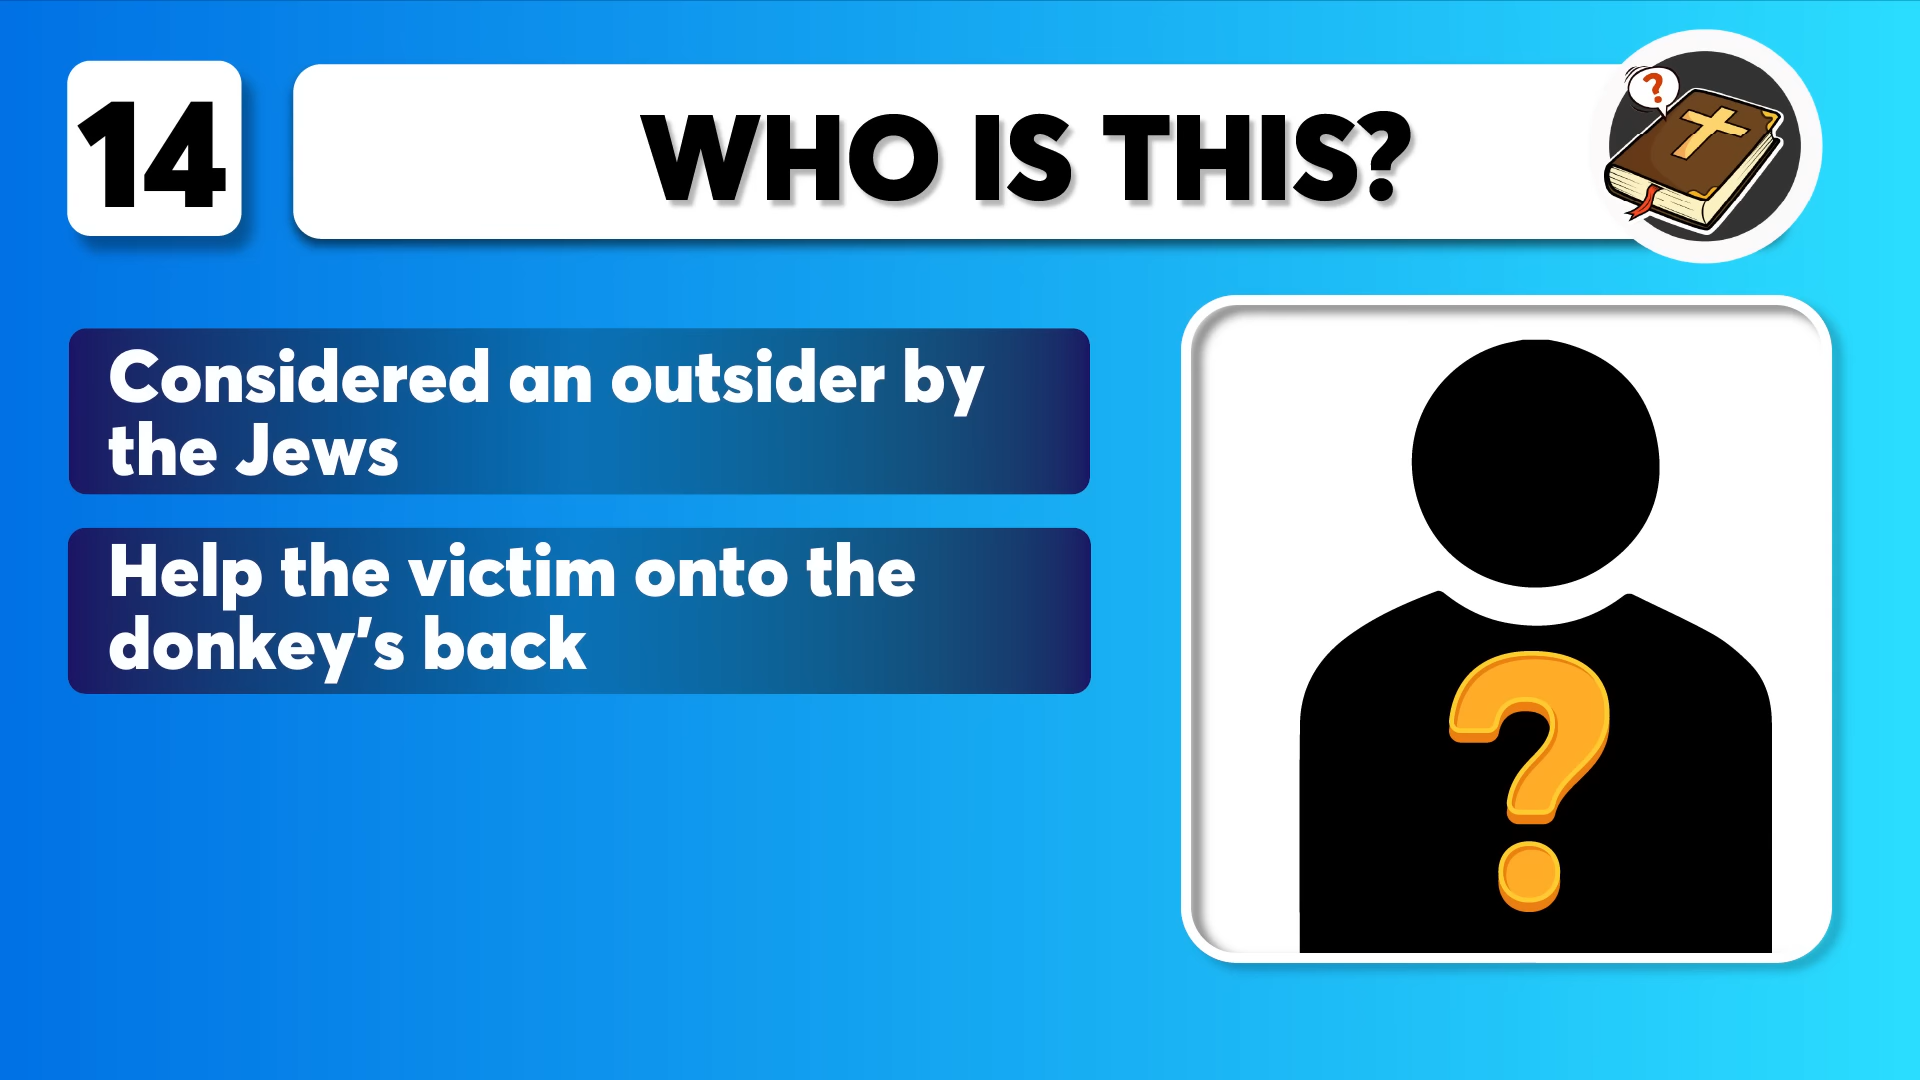 14
WHO IS THIS?
?
Considered an outsider by
the Jews
Help the victim onto the
donkey's back
?